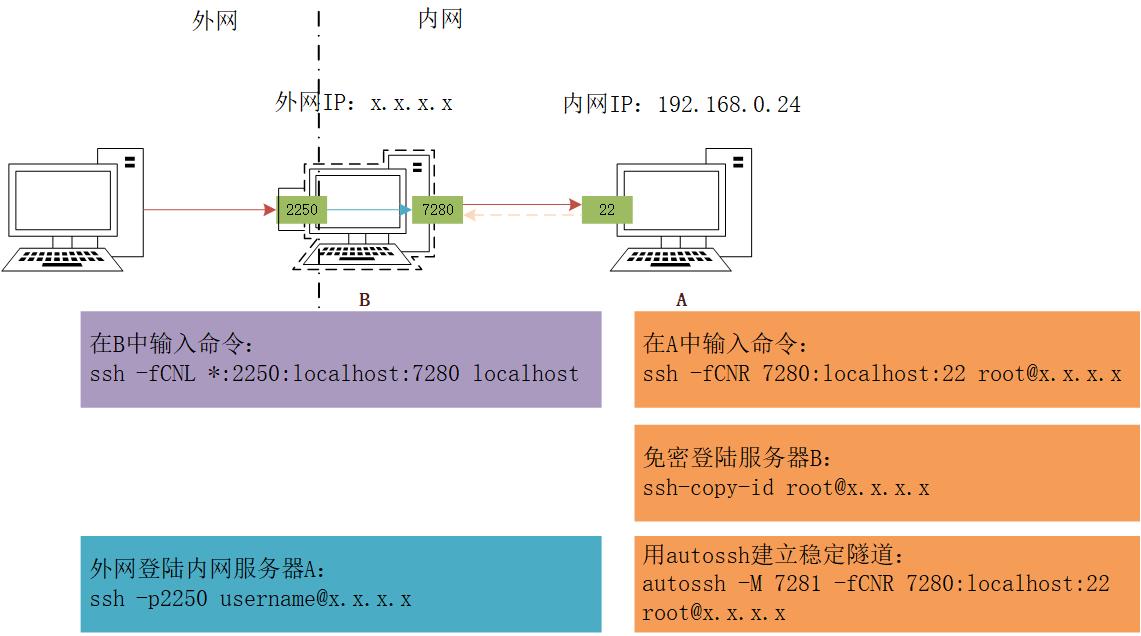 外网
内网
外网IP：x.x.x.x
内网IP：192.168.0.24
2250
7280
22
B
A
在B中输入命令：
ssh -fCNL *:2250:localhost:7280 localhost
在A中输入命令：
ssh -fCNR 7280:localhost:22 root@x.x.x.x
免密登陆服务器B：
ssh-copy-id root@x.x.x.x
外网登陆内网服务器A：
ssh -p2250 username@x.x.x.x
用autossh建立稳定隧道：
autossh -M 7281 -fCNR 7280:localhost:22
root@x.x.x.x